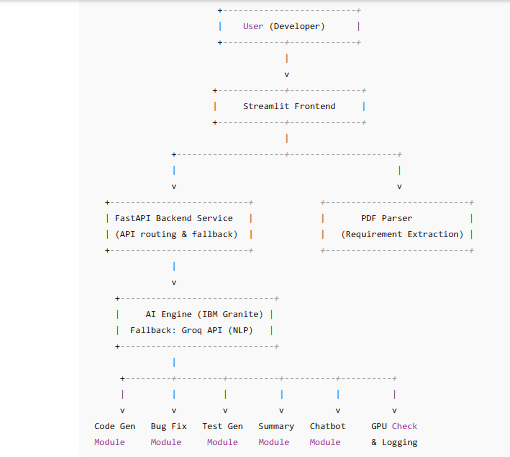 User (Developer)
v
Streamlit Frontend
v v
FastAPI Backend Service PDF Parser
(API routing & fallback) (Requirement Extraction)
v
AI Engine (IBM Granite)
Fallback: Groq API (NLP)
v v v v v v
Code Gen Bug Fix Test Gen Summary Chatbot GPU Check
Module Module Module Module Module & Logging